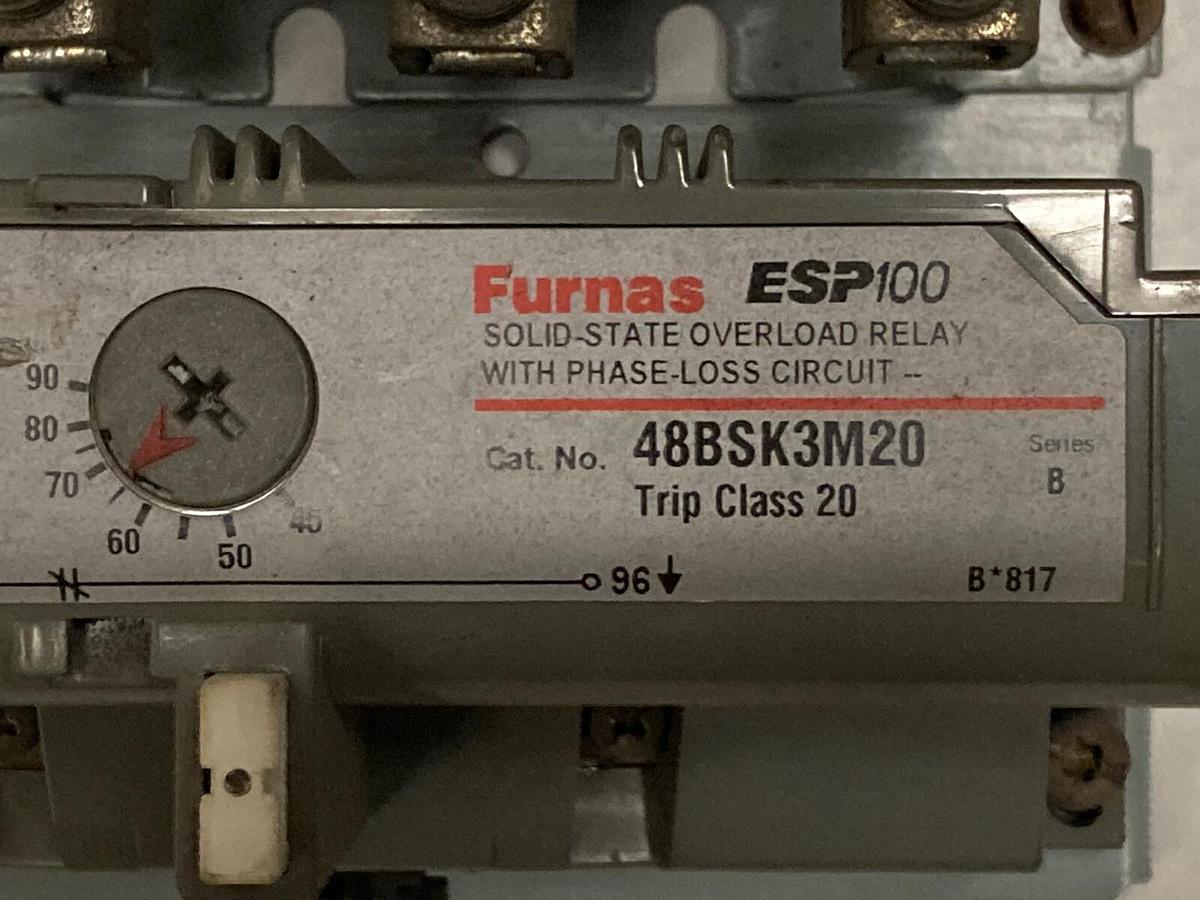 Furnas ESP100
SOLID-STATE OVERLOAD RELAY
WITH PHASE-LOSS CIRCUIT --
Cat. No. 48BSK3M20
Series
B
Trip Class 20
90
80
70
60
50
45
96
B*817